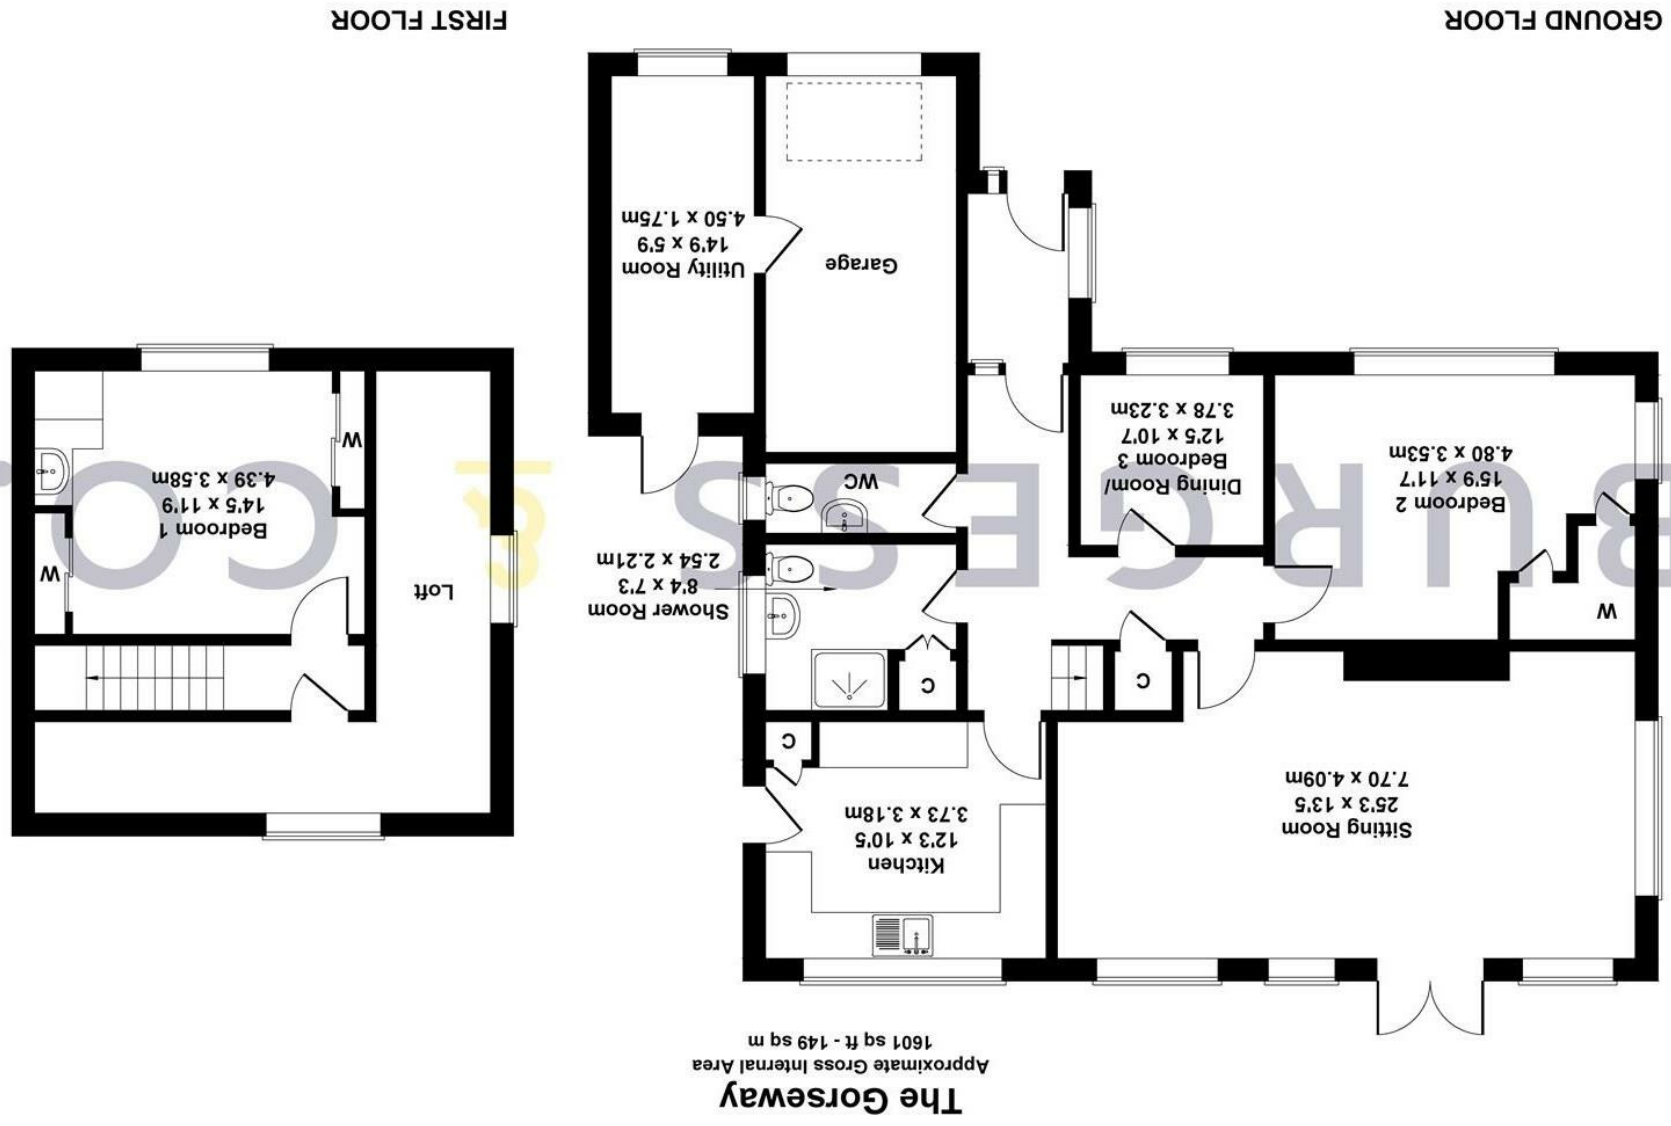 The Gorseway
Approximate Gross Internal Area
1601 sq ft - 149 sq m
Sitting Room
25'3 x 13'5
7.70 x 4.09m
Kitchen
12'3 x 10'5
3.73 x 3.18m
C
C
C
W
Shower Room
8'4 x 7'3
2.54 x 2.21m
WC
Bedroom 2
15'9 x 11'7
4.80 x 3.53m
Dining Room/
Bedroom 3
12'5 x 10'7
3.78 x 3.23m
Garage
Utility Room
14'9 x 5'9
4.50 x 1.75m
GROUND FLOOR
Loft
W
Bedroom 1
14'5 x 11'9
4.39 x 3.58m
W
FIRST FLOOR
BURGESS & CO.